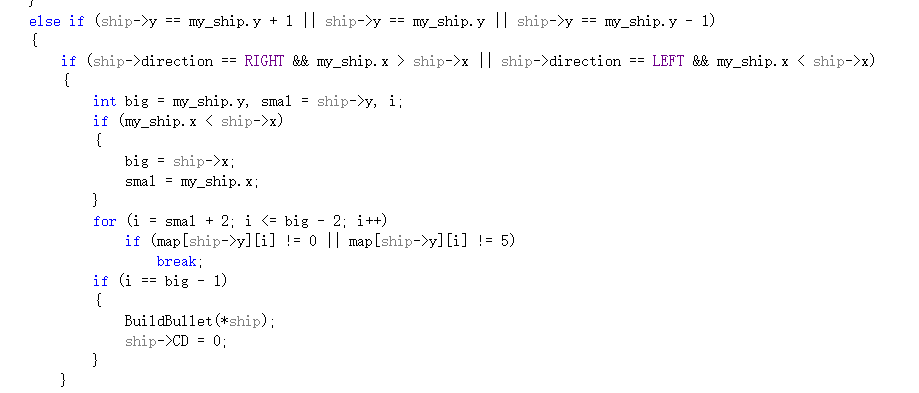 }
else if (ship->y == my_ship.y + 1 || ship->y == my_ship.y || ship->y == my_ship.y - 1)
{
if (ship->direction == RIGHT && my_ship.x > ship->x || ship->direction == LEFT && my_ship.x < ship->x)
{
int big = my_ship.y, smal = ship->y, i;
if (my_ship.x < ship->x)
{
big = ship->x;
smal = my_ship.x;
}
for (i = smal + 2; i <= big - 2; i++)
if (map[ship->y][i] != 0 || map[ship->y][i] != 5)
break;
if (i == big - 1)
{
BuildBullet(*ship);
ship->CD = 0;
}
}